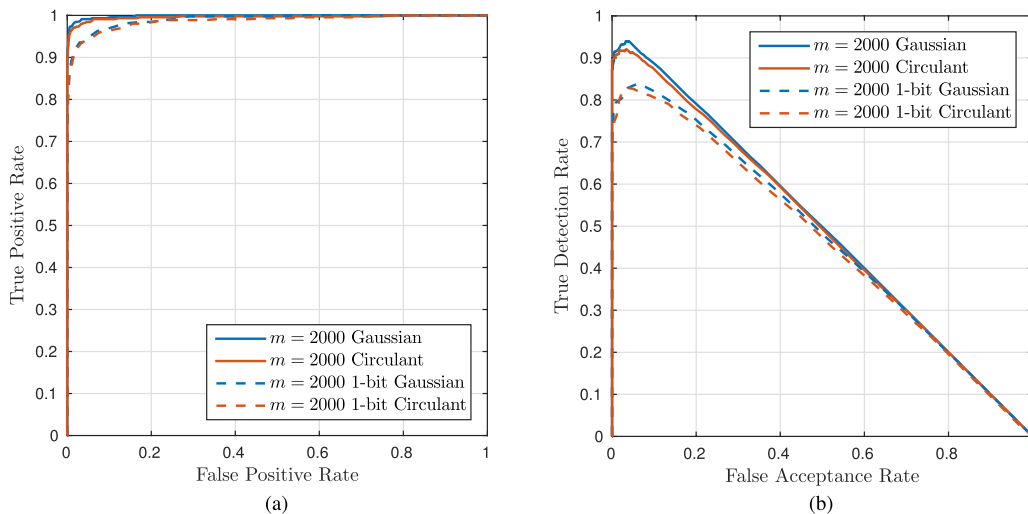 1
0.9
0.8
0.7
0.6
0.5
0.4
0.3
0.2
0.1
0
True Positive Rate
m = 2000 Gaussian
m = 2000 Circulant
m = 2000 1-bit Gaussian
m = 2000 1-bit Circulant
0 0.2 0.4 0.6 0.8 1
False Positive Rate
(a)
1
0.9
0.8
0.7
0.6
0.5
0.4
0.3
0.2
0.1
0
True Detection Rate
m = 2000 Gaussian
m = 2000 Circulant
m = 2000 1-bit Gaussian
m = 2000 1-bit Circulant
0 0.2 0.4 0.6 0.8
False Acceptance Rate
(b)